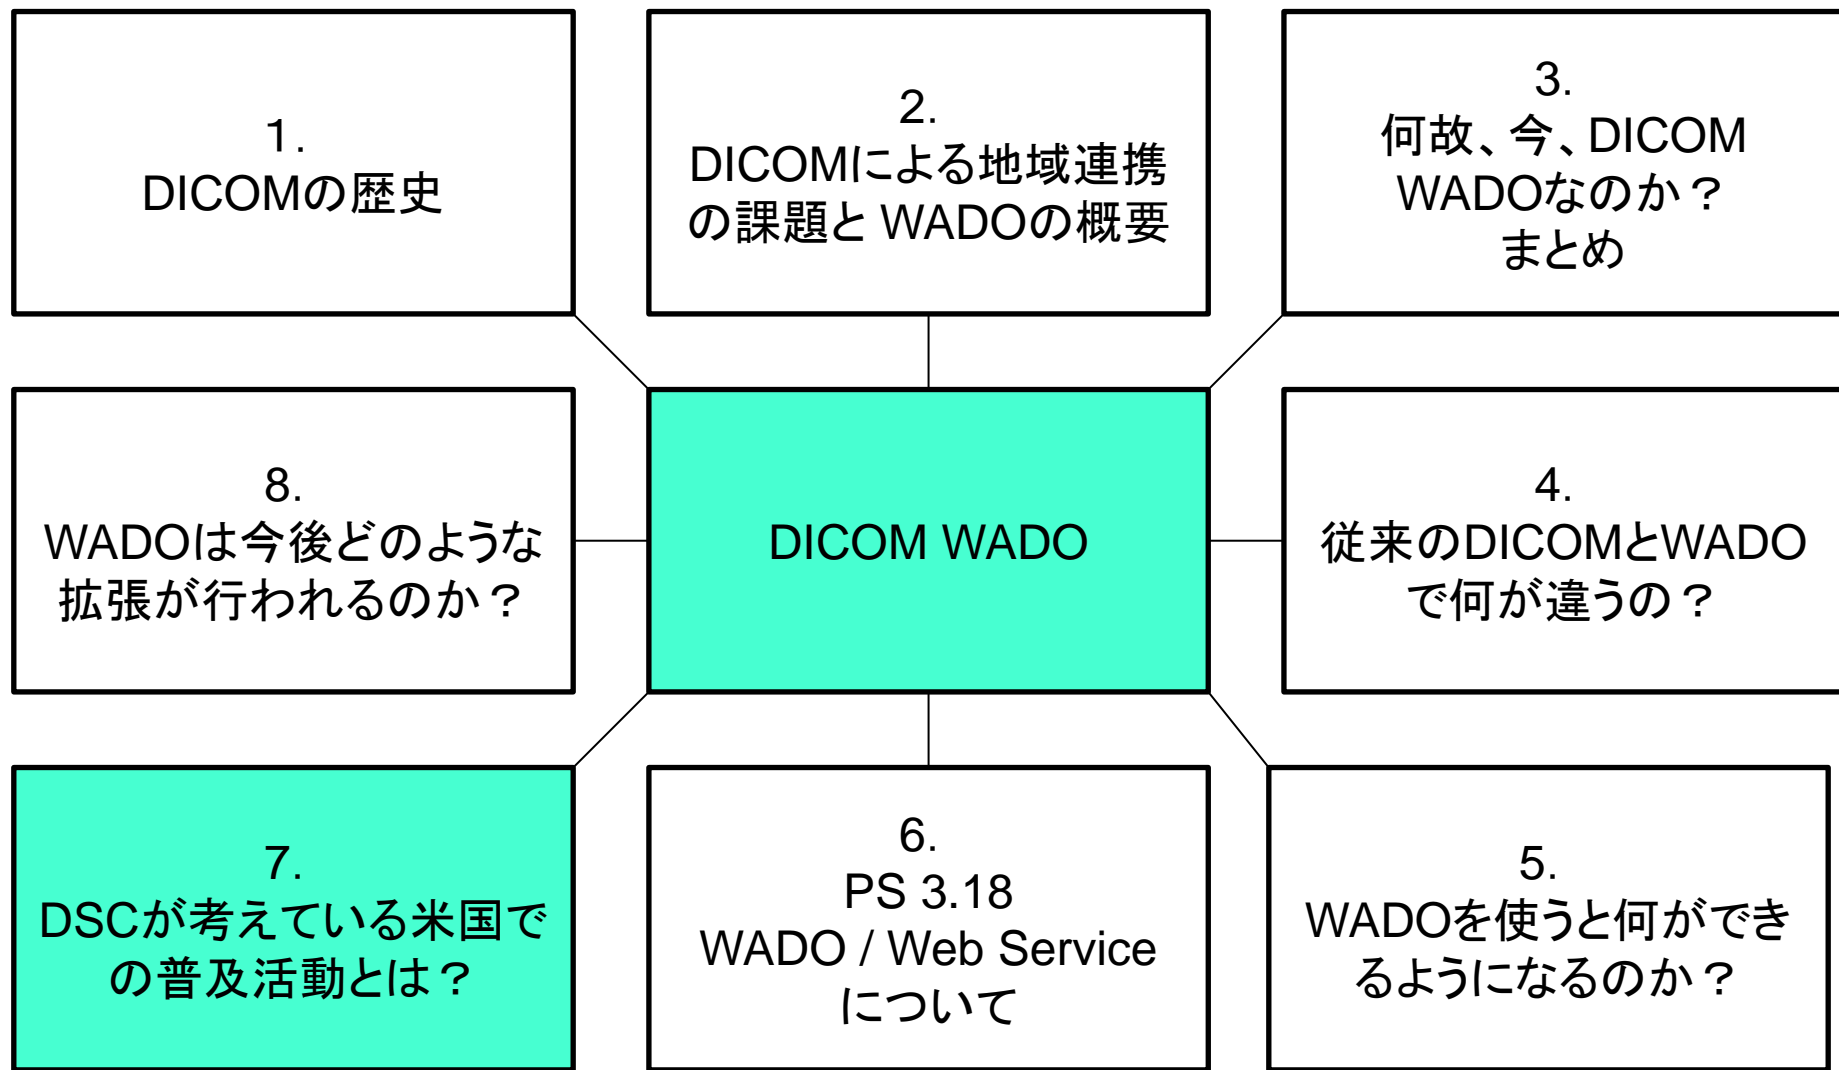 1.
DICOMの歴史
2.
DICOMによる地域連携
の課題と WADOの概要
3.
何故、今、DICOM
WADOなのか？
まとめ
8.
WADOは今後どのような
拡張が行われるのか？
DICOM WADO
4.
従来のDICOMとWADO
で何が違うの？
7.
DSCが考えている米国で
の普及活動とは？
6.
PS 3.18
WADO / Web Service
について
5.
WADOを使うと何ができ
るようになるのか？